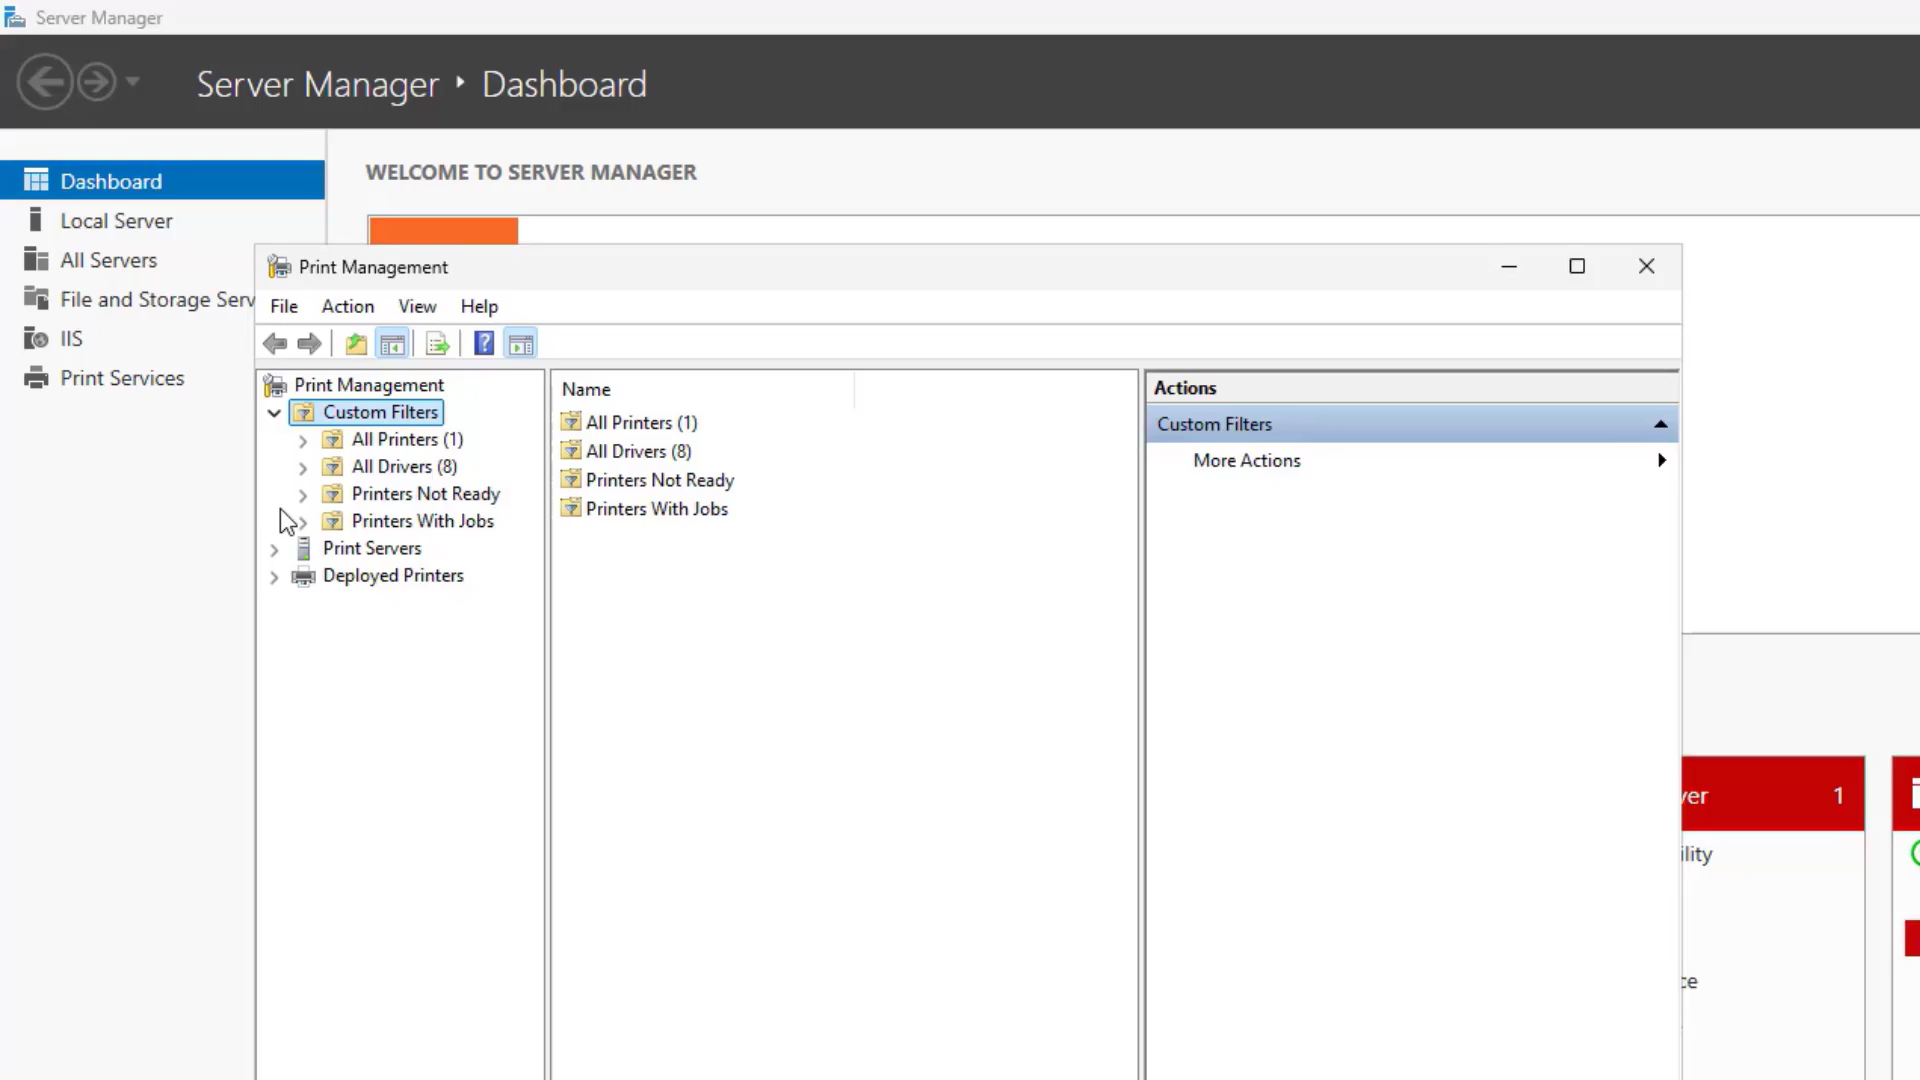 Server Manager
Server Manager ‣ Dashboard
Dashboard
Local Server
All Servers
File and Storage Serv
IIS
Print Services
WELCOME TO SERVER MANAGER
Print Management
File Action View Help
Print Management
Custom Filters
All Printers (1)
All Drivers (8)
Printers Not Ready
Printers With Jobs
Print Servers
Deployed Printers
Name
All Printers (1)
All Drivers (8)
Printers Not Ready
Printers With Jobs
Actions
Custom Filters
More Actions
ver 1
ility
ce